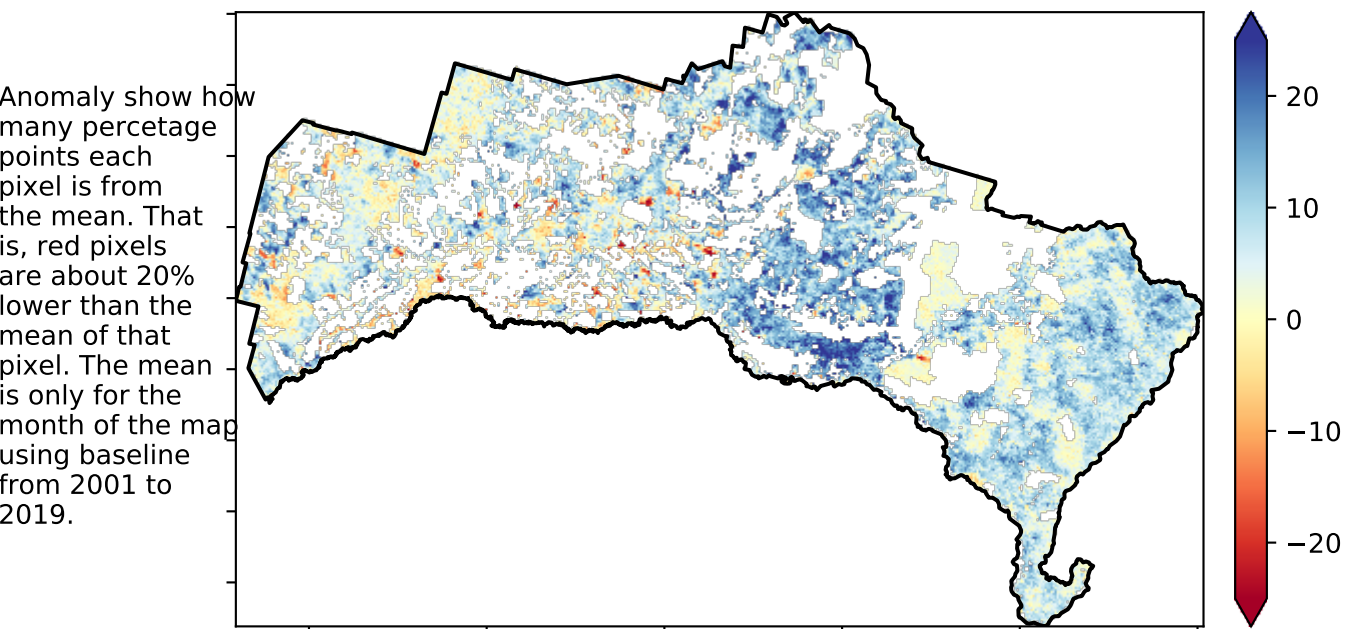 Anomaly show how
many percetage
points each
pixel is from
the mean. That
is, red pixels
are about 20%
lower than the
mean of that
pixel. The mean
is only for the
month of the map
using baseline
from 2001 to
2019.
20
10
0
−10
−20